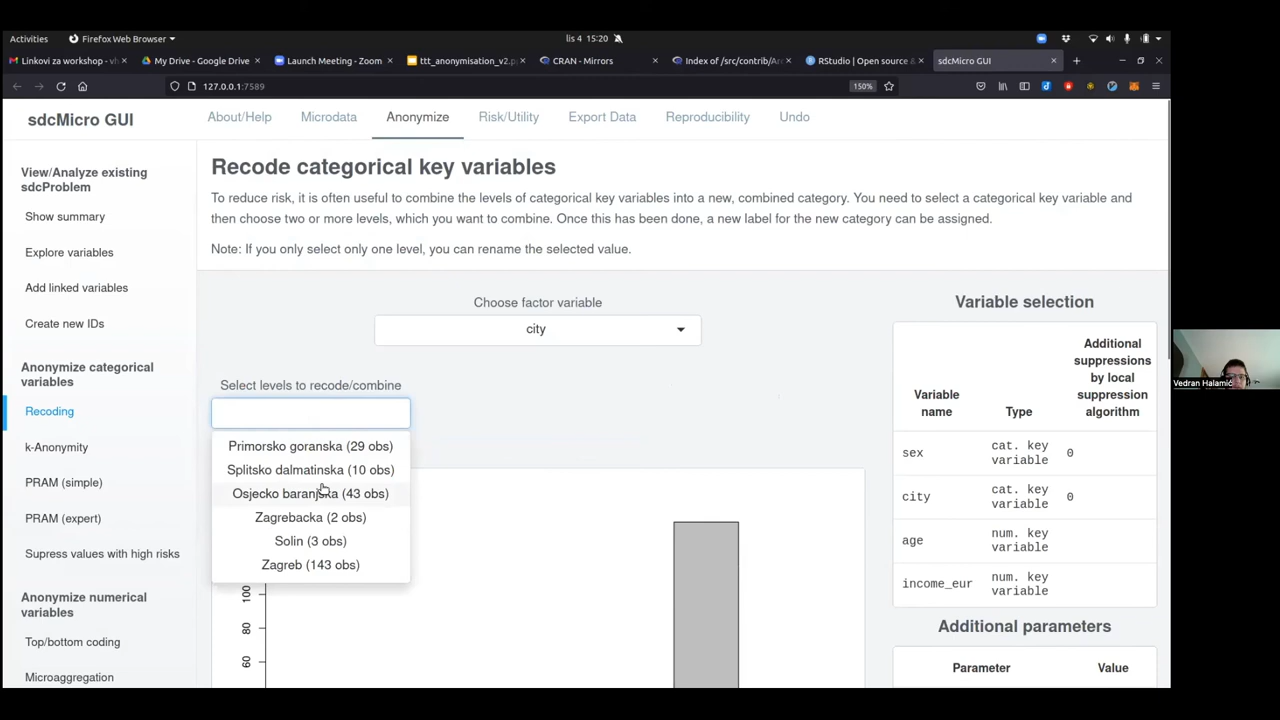 Activities
Firefox Web Browser
lis 4 15:20
Linkovi za workshop - vh
My Drive - Google Drive
Launch Meeting - Zoom
ttt_anonymisation_v2.p
CRAN - Mirrors
Index of /src/contrib/Arc
RStudio | Open source &
sdcMicro GUI
127.0.0.1:7589
150%
sdcMicro GUI
About/Help
Microdata
Anonymize
Risk/Utility
Export Data
Reproducibility
Undo
View/Analyze existing
sdcProblem
Show summary
Explore variables
Add linked variables
Create new IDs
Anonymize categorical
variables
Recoding
k-Anonymity
PRAM (simple)
PRAM (expert)
Supress values with high risks
Anonymize numerical
variables
Top/bottom coding
Microaggregation
Recode categorical key variables
To reduce risk, it is often useful to combine the levels of categorical key variables into a new, combined category. You need to select a categorical key variable and
then choose two or more levels, which you want to combine. Once this has been done, a new label for the new category can be assigned.
Note: If you only select only one level, you can rename the selected value.
Choose factor variable
city
Select levels to recode/combine
Primorsko goranska (29 obs)
Splitsko dalmatinska (10 obs)
Osjecko baranjska (43 obs)
Zagrebacka (2 obs)
Solin (3 obs)
Zagreb (143 obs)
100
80
60
Variable selection
Variable name Type Additional suppressions by local suppression algorithm
sex cat. key variable 0
city cat. key variable 0
age num. key variable
income_eur num. key variable
Additional parameters
Parameter Value
Vedran Halamić